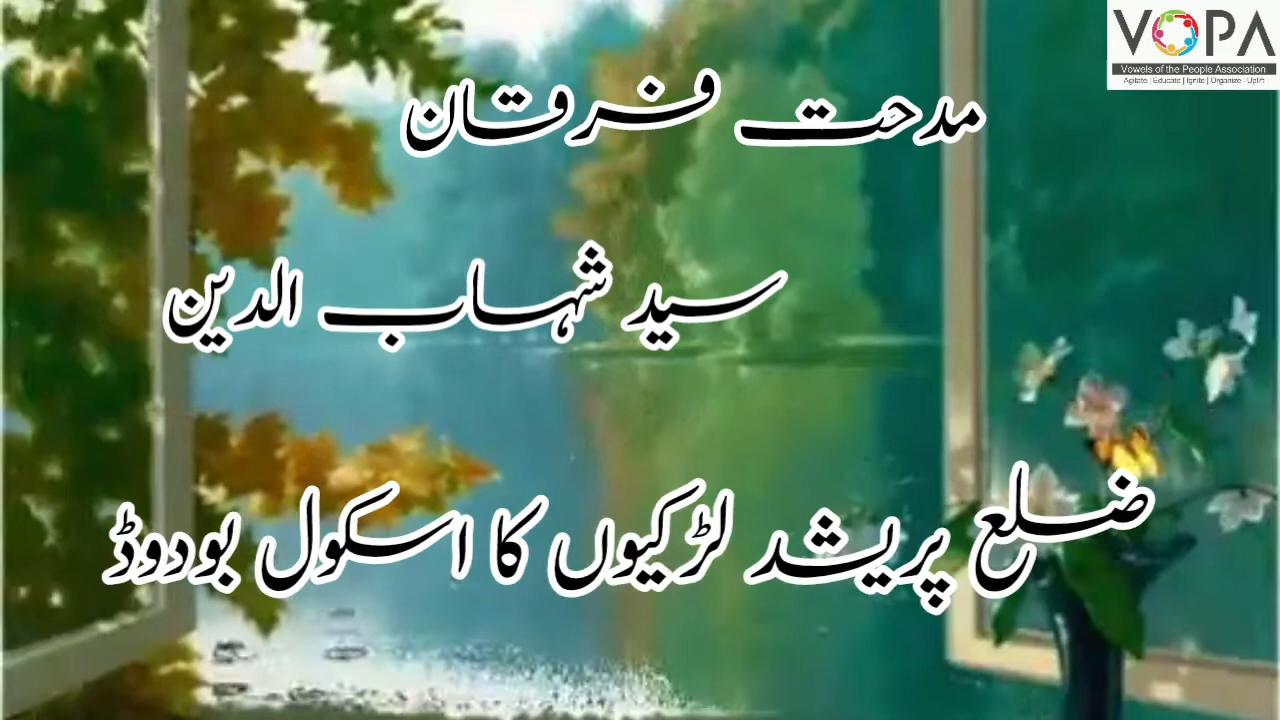 VOPA
Vowels of the People Association
Agitate | Educate | Ignite | Organize | Uplift
مدحت فرقان
سید شہاب الدین
ضلع پریشد لڑکیوں کا اسکول بودوڈ